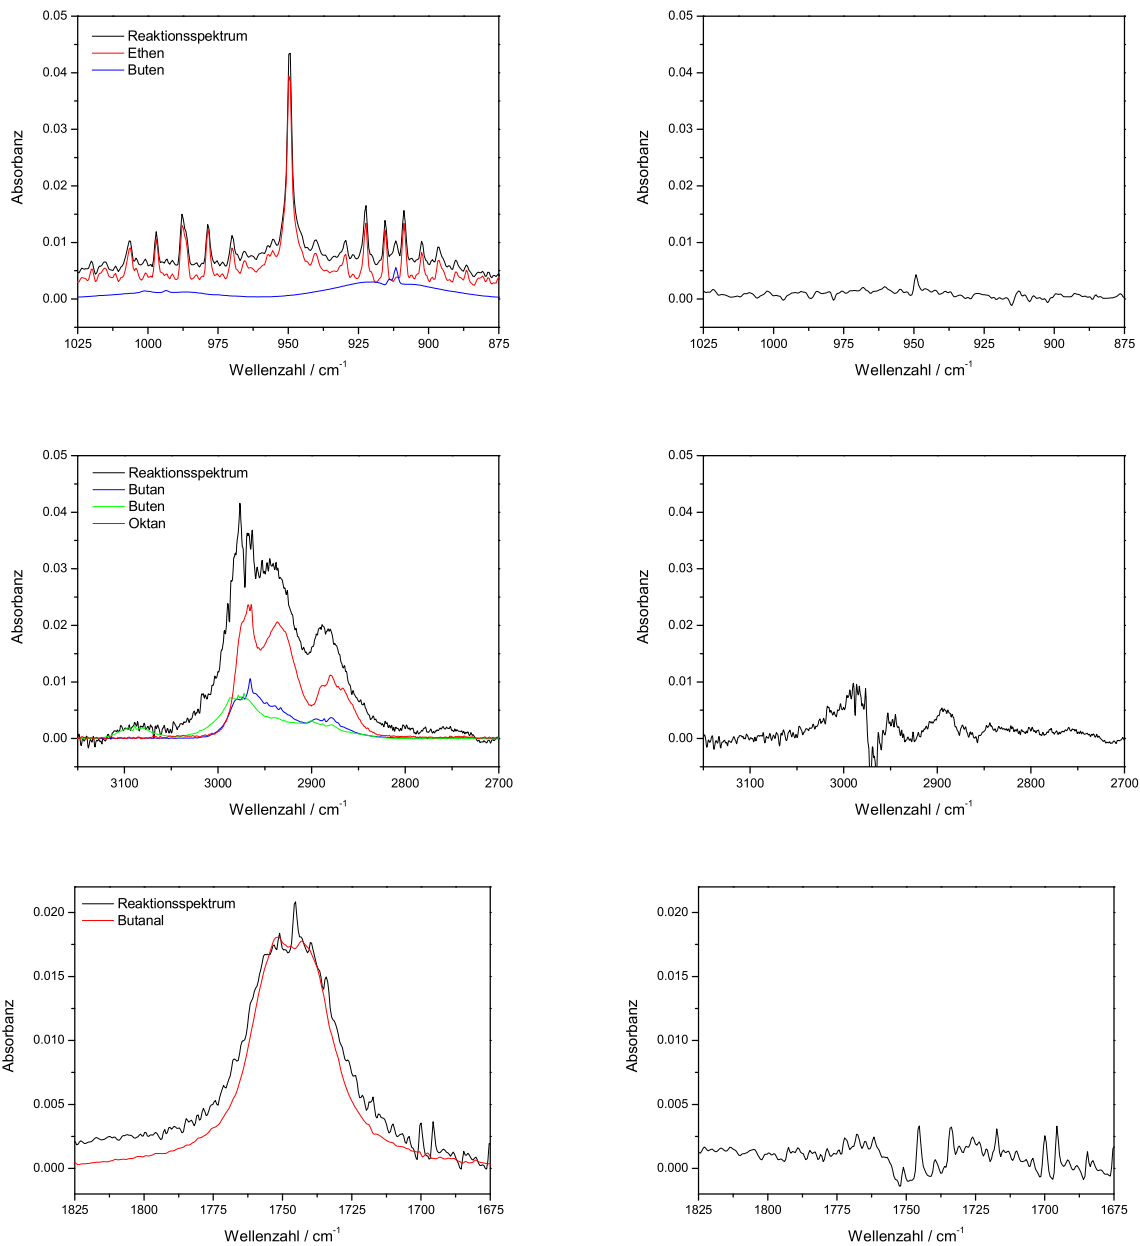 0.05
0.04
0.03
0.02
0.01
0.00
Absorbanz
Reaktionsspektrum
Ethen
Buten
1025 1000 975 950 925 900 875
Wellenzahl / cm-1
0.05
0.04
0.03
0.02
0.01
0.00
Absorbanz
1025 1000 975 950 925 900 875
Wellenzahl / cm-1
0.05
0.04
0.03
0.02
0.01
0.00
Absorbanz
Reaktionsspektrum
Butan
Buten
Oktan
3100 3000 2900 2800 2700
Wellenzahl / cm-1
0.05
0.04
0.03
0.02
0.01
0.00
Absorbanz
3100 3000 2900 2800 2700
Wellenzahl / cm-1
0.020
0.015
0.010
0.005
0.000
Absorbanz
Reaktionsspektrum
Butanal
1825 1800 1775 1750 1725 1700 1675
Wellenzahl / cm-1
0.020
0.015
0.010
0.005
0.000
Absorbanz
1825 1800 1775 1750 1725 1700 1675
Wellenzahl / cm-1